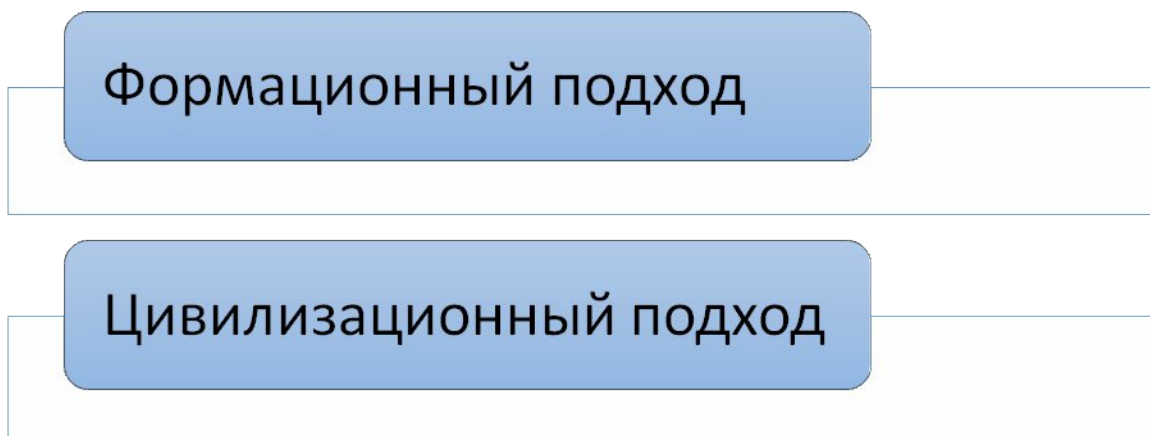 Формационный подход
Цивилизационный подход